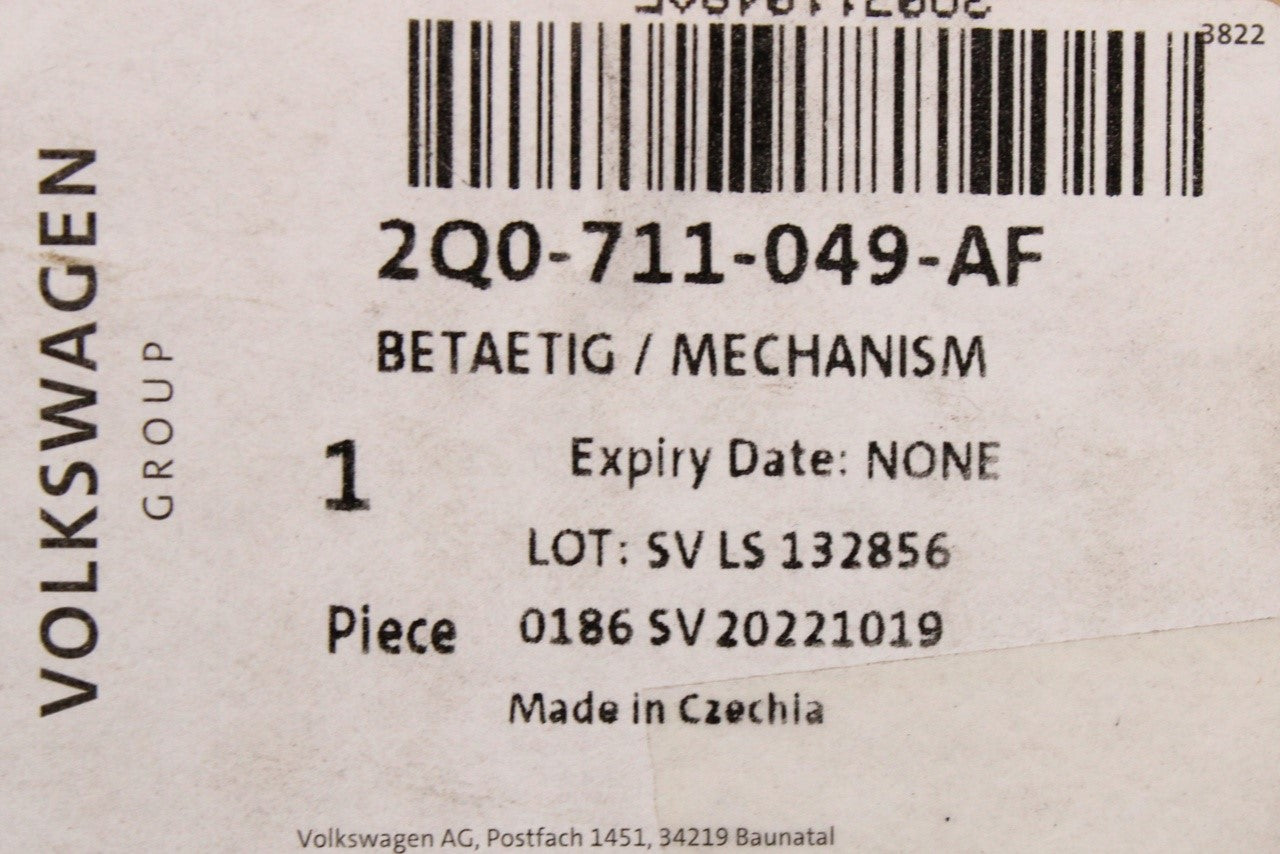 3822
2Q0-711-049-AF
BETAETIG / MECHANISM
1
Expiry Date: NONE
LOT: SV LS 132856
Piece
0186 SV 20221019
Made in Czechia
Volkswagen AG, Postfach 1451, 34219 Baunatal
VOLKSWAGEN
GROUP